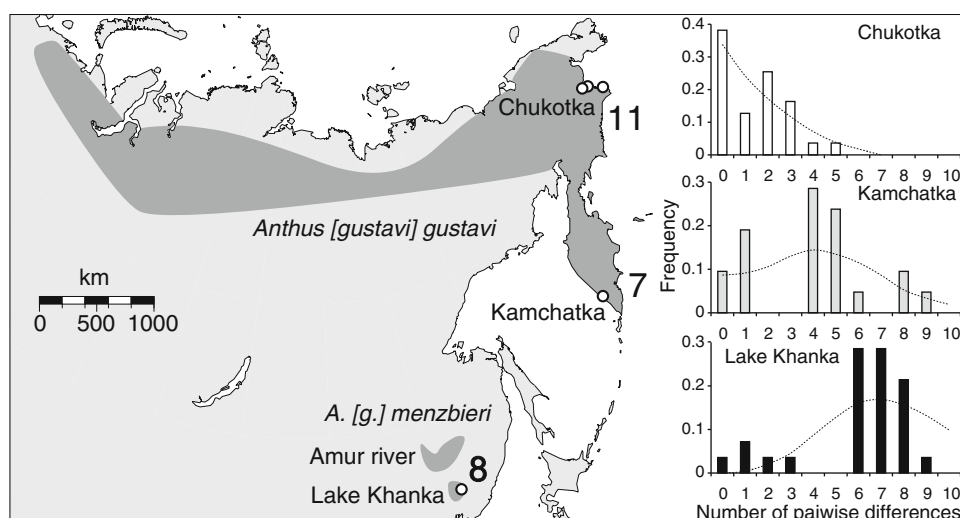 Chukotka
11
Anthus [gustavi] gustavi
km
0 500 1000
7
Kamchatka
A. [g.] menzbieri
Amur river
8
Lake Khanka
0.4
Chukotka
0.3
0.2
0.1
0
0 1 2 3 4 5 6 7 8 9 10
0.3
Kamchatka
0.2
Frequency
0.1
0
0 1 2 3 4 5 6 7 8 9 10
0.3
Lake Khanka
0.2
0.1
0
0 1 2 3 4 5 6 7 8 9 10
Number of paiwise differences